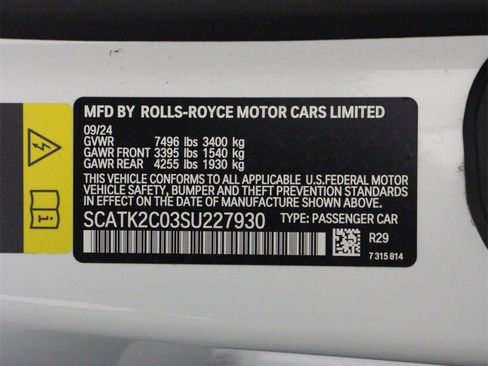 MFD BY ROLLS-ROYCE MOTOR CARS LIMITED
09/24
GVWR 7496 lbs 3400 kg
GAWR FRONT 3395 lbs 1540 kg
GAWR REAR 4255 lbs 1930 kg
THIS CAR CONFORMS TO ALL APPLICABLE U.S.FEDERAL MOTOR
VEHICLE SAFETY, BUMPER AND THEFT PREVENTION STANDARDS
IN EFFECT ON THE DATE OF MANUFACTURE SHOWN ABOVE.
SCATK2C03SU227930 TYPE: PASSENGER CAR
R29
7 315 814